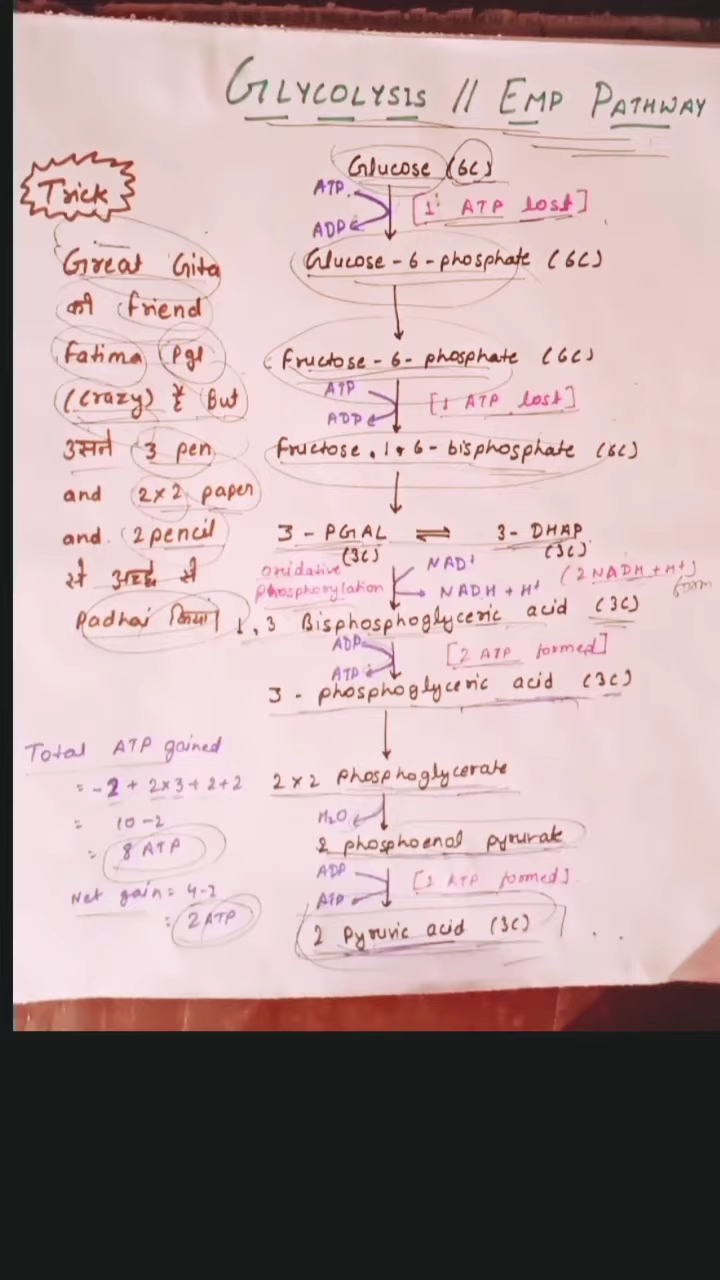 GLYCOLYSIS // EMP PATHWAY
Trick
Great Gita
की friend
Fatima Pgl
(Crazy) है But
उसने 3 pen
and 2×2 paper
and 2 pencil
से अच्छे से
Padhai किया।
Glucose (6C)
ATP
ADP
[1 ATP lost]
Glucose-6-phosphate (6C)
Fructose-6-phosphate (6C)
ATP
ADP
[1 ATP lost]
Fructose,1,6-bisphosphate (6C)
3-PGAL ⇌ 3-DHAP
(3C) (3C)
oxidative
phosphorylation
NAD+
NADH + H+
(2NADH + H+)
form
1,3 Bisphosphoglyceric acid (3C)
ADP
ATP
[2 ATP formed]
3-phosphoglyceric acid (3C)
2×2 phosphoglycerate
H₂O
2 phosphoenol pyrurate
ADP
ATP
[2 ATP formed].
2 Pyruvic acid (3C)
Total ATP gained
= -2 + 2×3 + 2+2
= 10-2
= 8 ATP
Net gain = 4-2
= 2 ATP